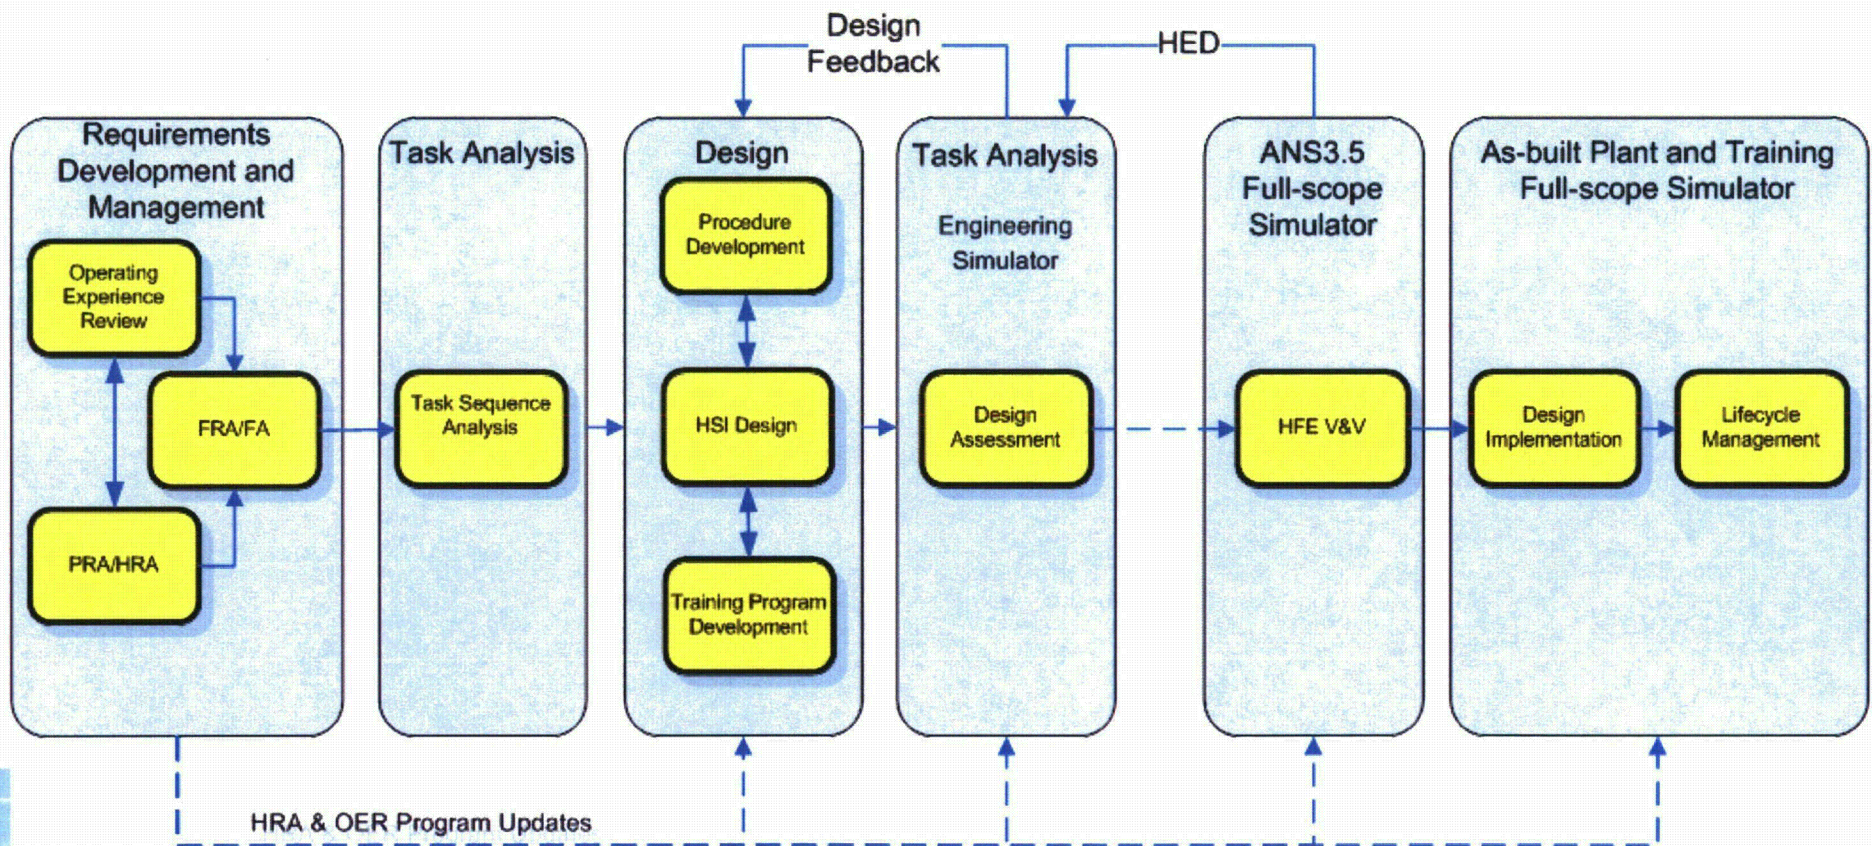 Design
Feedback
HED
Requirements
Development and
Management
Operating
Experience
Review
FRA/FA
PRA/HRA
Task Analysis
Task Sequence
Analysis
Design
Procedure
Development
HSI Design
Training Program
Development
Task Analysis
Engineering
Simulator
Design
Assessment
ANS3.5
Full-scope
Simulator
HFE V&V
As-built Plant and Training
Full-scope Simulator
Design
Implementation
Lifecycle
Management
HRA & OER Program Updates